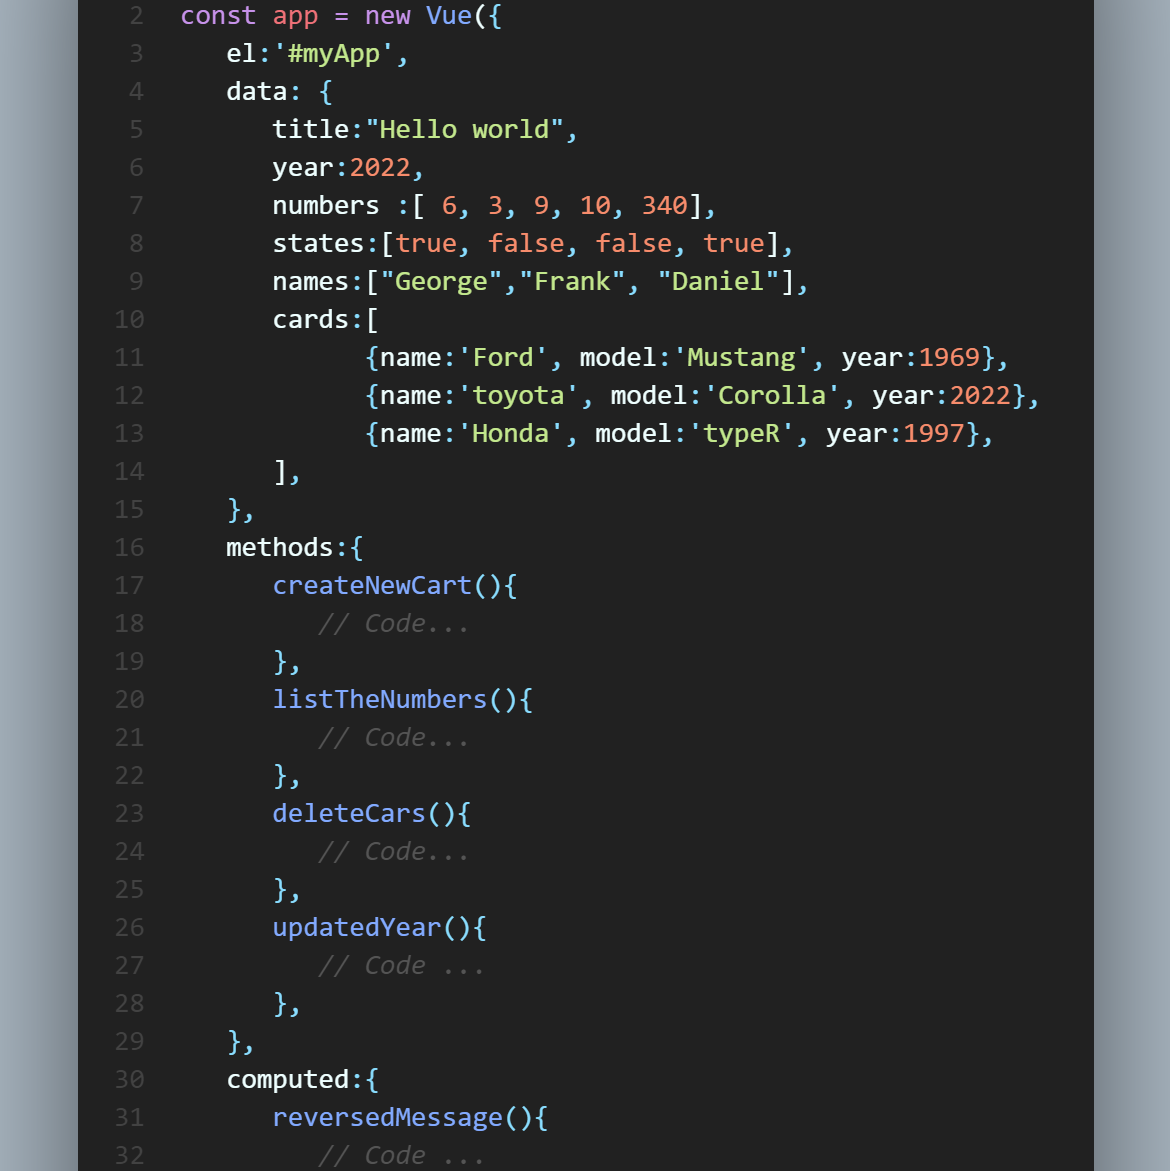 2 const app = new Vue({
3    el:'#myApp',
4    data: {
5       title:"Hello world",
6       year:2022,
7       numbers :[ 6, 3, 9, 10, 340],
8       states:[true, false, false, true],
9       names:["George","Frank", "Daniel"],
10       cards:[
11             {name:'Ford', model:'Mustang', year:1969},
12             {name:'toyota', model:'Corolla', year:2022},
13             {name:'Honda', model:'typeR', year:1997},
14       ],
15    },
16    methods:{
17       createNewCart(){
18          // Code...
19       },
20       listTheNumbers(){
21          // Code...
22       },
23       deleteCars(){
24          // Code...
25       },
26       updatedYear(){
27          // Code ...
28       },
29    },
30    computed:{
31       reversedMessage(){
32          // Code ...